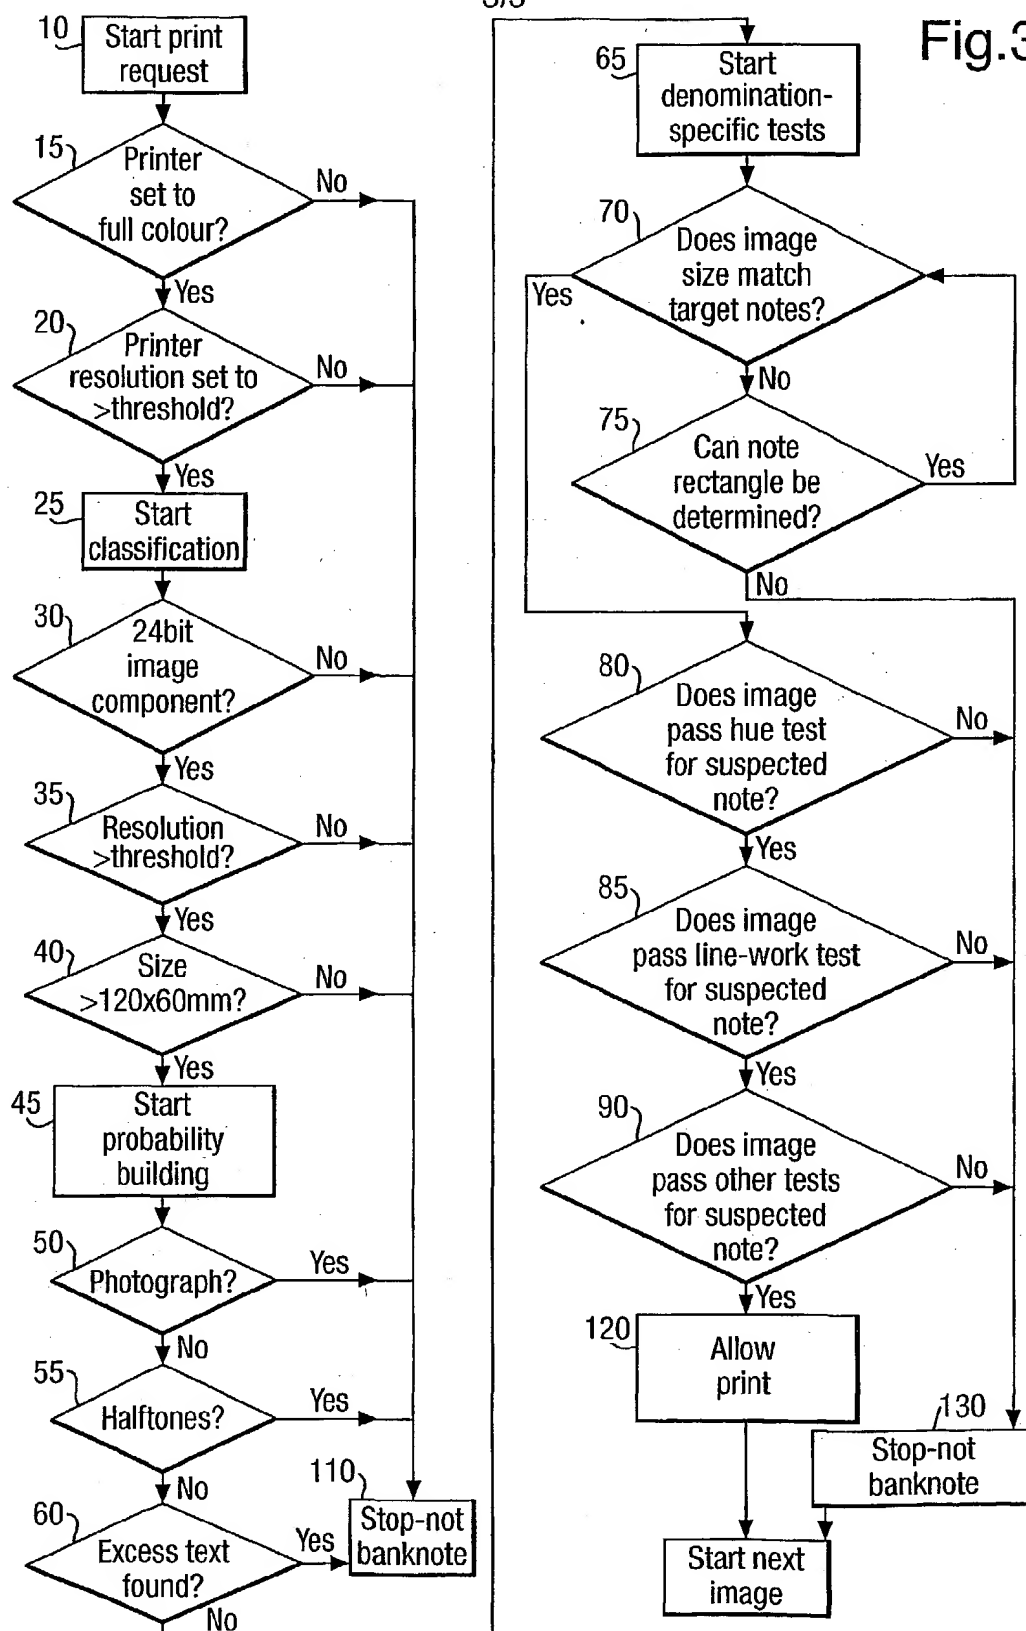 3/3
Fig.3
10
Start print
request
15
Printer
set to
full colour?
No
Yes
20
Printer
resolution set to
>threshold?
No
Yes
25
Start
classification
30
24bit
image
component?
No
Yes
35
Resolution
>threshold?
No
Yes
40
Size
>120x60mm?
No
Yes
45
Start
probability
building
50
Photograph?
Yes
No
55
Halftones?
Yes
No
60
Excess text
found?
Yes
No
110
Stop-not
banknote
65
Start
denomination-
specific tests
70
Does image
size match
target notes?
Yes
No
75
Can note
rectangle be
determined?
Yes
No
80
Does image
pass hue test
for suspected
note?
No
Yes
85
Does image
pass line-work test
for suspected
note?
No
Yes
90
Does image
pass other tests
for suspected
note?
No
Yes
120
Allow
print
130
Stop-not
banknote
Start next
image